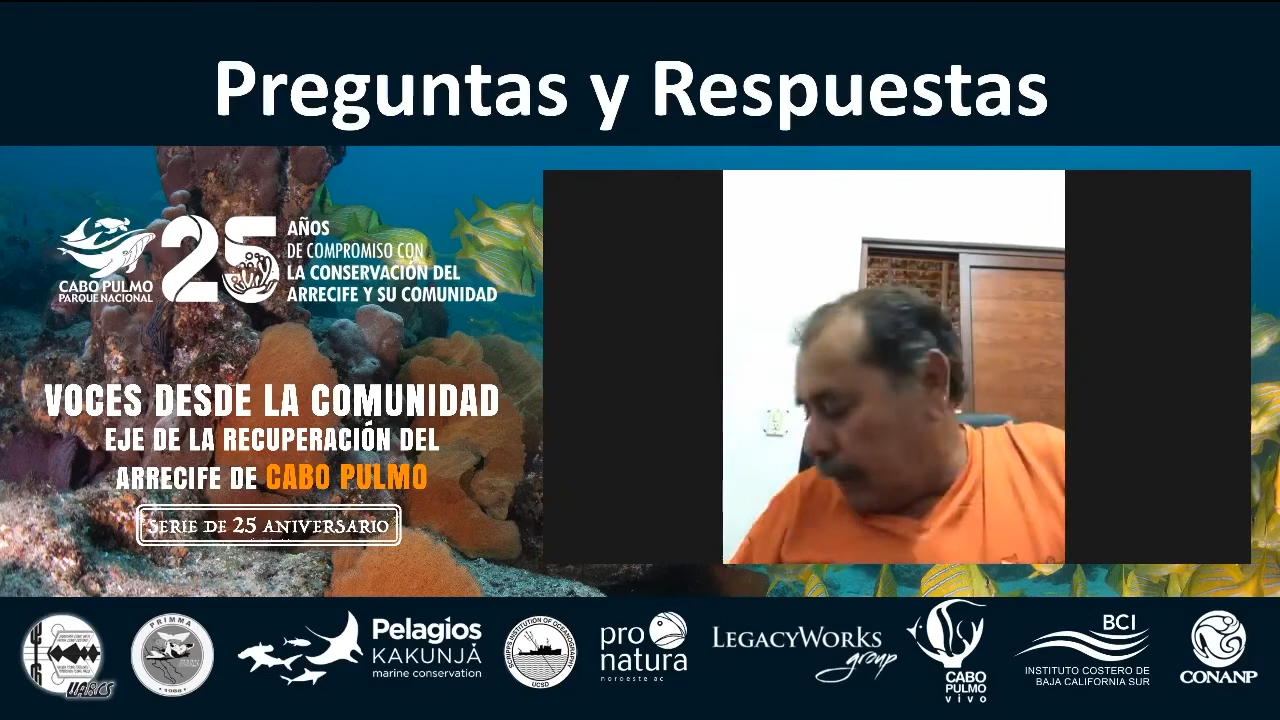 Preguntas y Respuestas
CABO PULMO
PARQUE NACIONAL
25
AÑOS
DE COMPROMISO CON
LA CONSERVACIÓN DEL
ARRECIFE Y SU COMUNIDAD
VOCES DESDE LA COMUNIDAD
EJE DE LA RECUPERACIÓN DEL
ARRECIFE DE CABO PULMO
SERIE DE 25 ANIVERSARIO
UABCS
PRIMMA
1988
Pelagios
KAKUNJÁ
marine conservation
SCRIPPS INSTITUTION OF OCEANOGRAPHY
UCSD
pro
natura
noroeste ac
LEGACYWORKS
group
CABO
PULMO
vivo
BCI
INSTITUTO COSTERO DE
BAJA CALIFORNIA SUR
CONANP